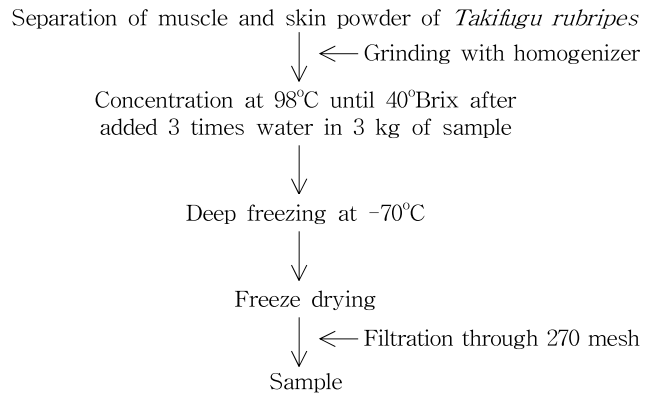 Separation of muscle and skin powder of Takifugu rubripes
Grinding with homogenizer
Concentration at 98°C until 40°Brix after
added 3 times water in 3 kg of sample
Deep freezing at -70°C
Freeze drying
Filtration through 270 mesh
Sample